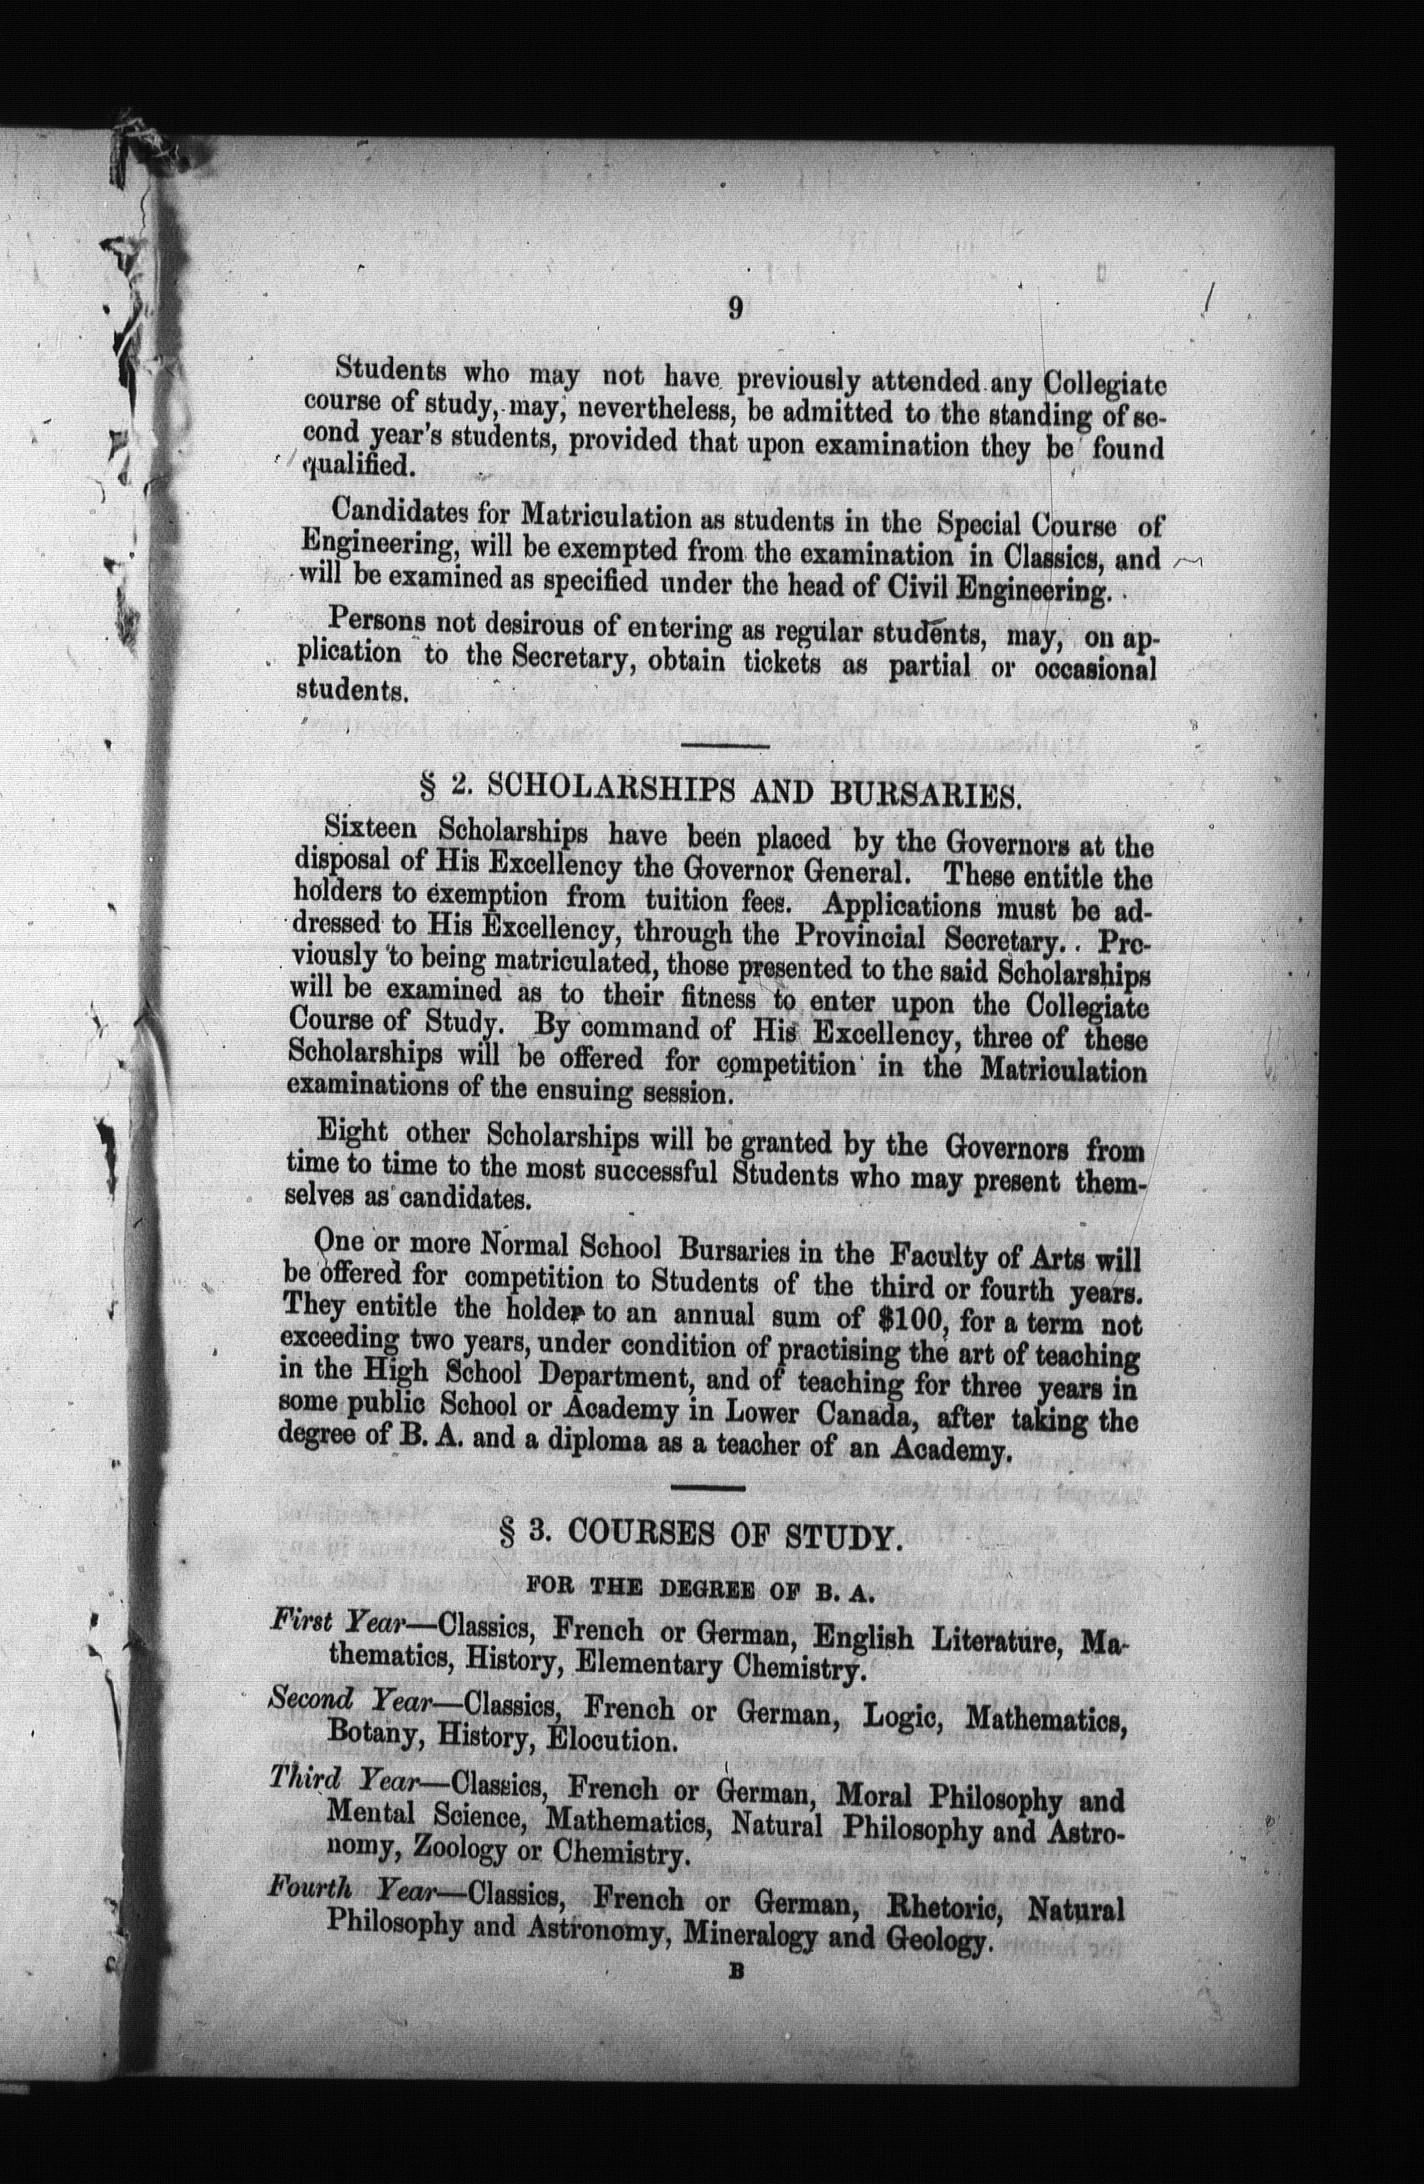 9
Students who may not have previously attended any Collegiate
course of study, may, nevertheless, be admitted to the standing of se-
cond year's students, provided that upon examination they be found
qualified.
Candidates for Matriculation as students in the Special Course of
Engineering, will be exempted from the examination in Classics, and
will be examined as specified under the head of Civil Engineering.
Persons not desirous of entering as regular students, may, on ap-
plication to the Secretary, obtain tickets as partial or occasional
students.
§ 2. SCHOLARSHIPS AND BURSARIES.
Sixteen Scholarships have been placed by the Governors at the
disposal of His Excellency the Governor General. These entitle the
holders to exemption from tuition fees. Applications must be ad-
dressed to His Excellency, through the Provincial Secretary. Pre-
viously to being matriculated, those presented to the said Scholarships
will be examined as to their fitness to enter upon the Collegiate
Course of Study. By command of His Excellency, three of these
Scholarships will be offered for competition in the Matriculation
examinations of the ensuing session.
Eight other Scholarships will be granted by the Governors from
time to time to the most successful Students who may present them-
selves as candidates.
One or more Normal School Bursaries in the Faculty of Arts will
be offered for competition to Students of the third or fourth years.
They entitle the holder to an annual sum of $100, for a term not
exceeding two years, under condition of practising the art of teaching
in the High School Department, and of teaching for three years in
some public School or Academy in Lower Canada, after taking the
degree of B. A. and a diploma as a teacher of an Academy.
§ 3. COURSES OF STUDY.
FOR THE DEGREE OF B. A.
First Year—Classics, French or German, English Literature, Ma-
thematics, History, Elementary Chemistry.
Second Year—Classics, French or German, Logic, Mathematics,
Botany, History, Elocution.
Third Year—Classics, French or German, Moral Philosophy and
Mental Science, Mathematics, Natural Philosophy and Astro-
nomy, Zoology or Chemistry.
Fourth Year—Classics, French or German, Rhetoric, Natural
Philosophy and Astronomy, Mineralogy and Geology.
B